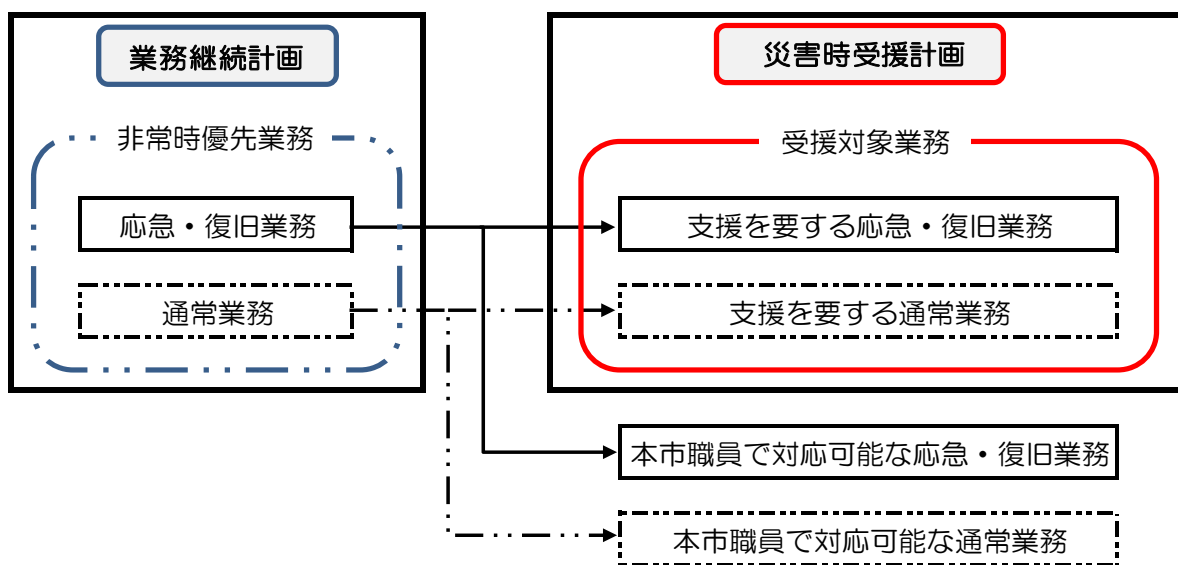 業務継続計画
非常時優先業務
応急・復旧業務
通常業務
災害時受援計画
受援対象業務
支援を要する応急・復旧業務
支援を要する通常業務
本市職員で対応可能な応急・復旧業務
本市職員で対応可能な通常業務